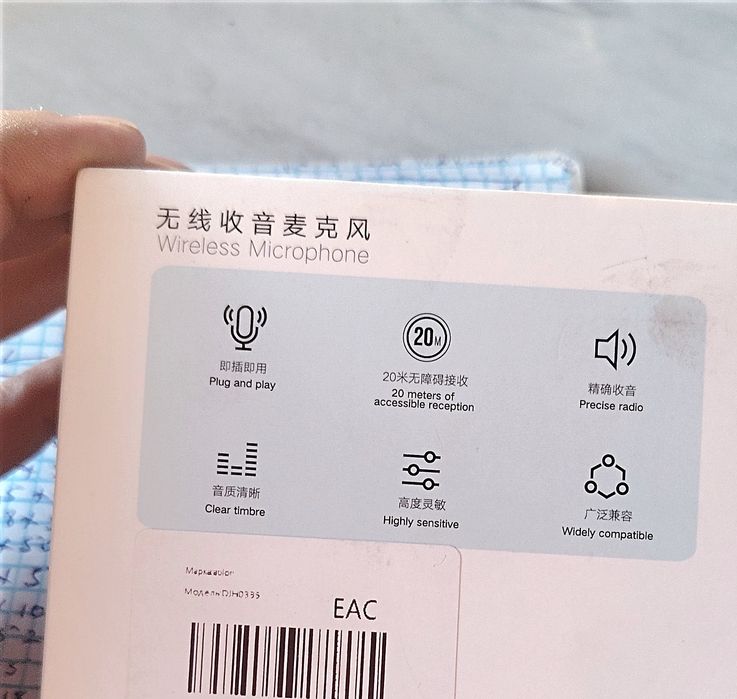 无线收音麦克风
Wireless Microphone
20M
即插即用
Plug and play
20米无障碍接收
20 meters of
accessible reception
精确收音
Precise radio
音质清晰
Clear timbre
高度灵敏
Highly sensitive
广泛兼容
Widely compatible
Марка:
Модель:
EAC